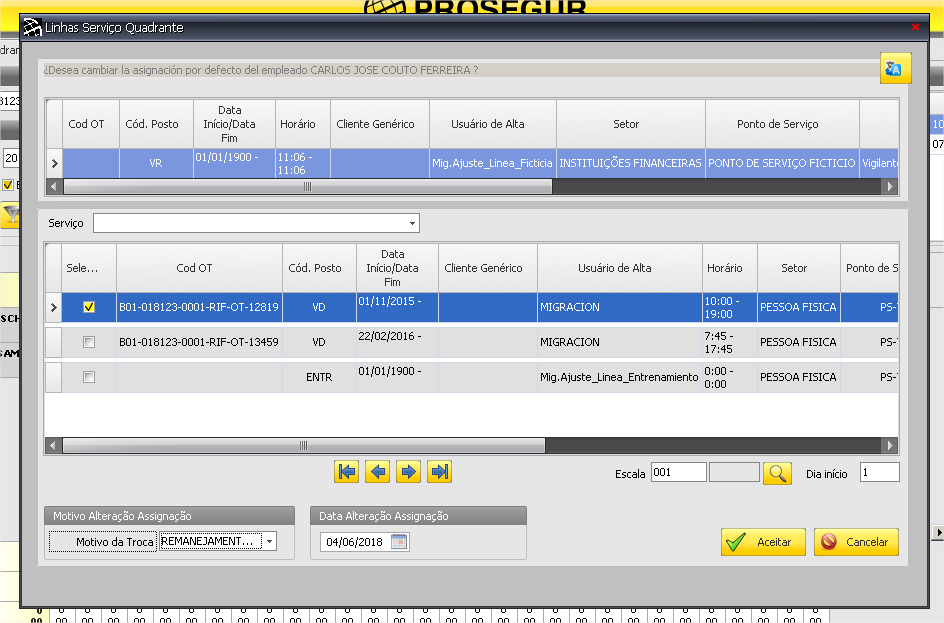 PROSEGUR
Linhas Serviço Quadrante
¿Desea cambiar la asignación por defecto del empleado CARLOS JOSE COUTO FERREIRA ?
Cod OT Cód. Posto Data Início/Data Fim Horário Cliente Genérico Usuário de Alta Setor Ponto de Serviço
VR 01/01/1900 - 11:06 - 11:06 Mig.Ajuste_Linea_Ficticia INSTITUIÇÕES FINANCEIRAS PONTO DE SERVIÇO FICTICIO Vigilante
Serviço
Sele... Cod OT Cód. Posto Data Início/Data Fim Cliente Genérico Usuário de Alta Horário Setor Ponto de S
B01-018123-0001-RIF-OT-12819 VD 01/11/2015 - MIGRACION 10:00 - 19:00 PESSOA FISICA PS-
B01-018123-0001-RIF-OT-13459 VD 22/02/2016 - MIGRACION 7:45 - 17:45 PESSOA FISICA PS-
ENTR 01/01/1900 - Mig.Ajuste_Linea_Entrenamiento 0:00 - 0:00 PESSOA FISICA PS-
Escala 001 Dia início 1
Motivo Alteração Assignação
Motivo da Troca REMANEJAMENT...
Data Alteração Assignação
04/06/2018
Aceitar
Cancelar